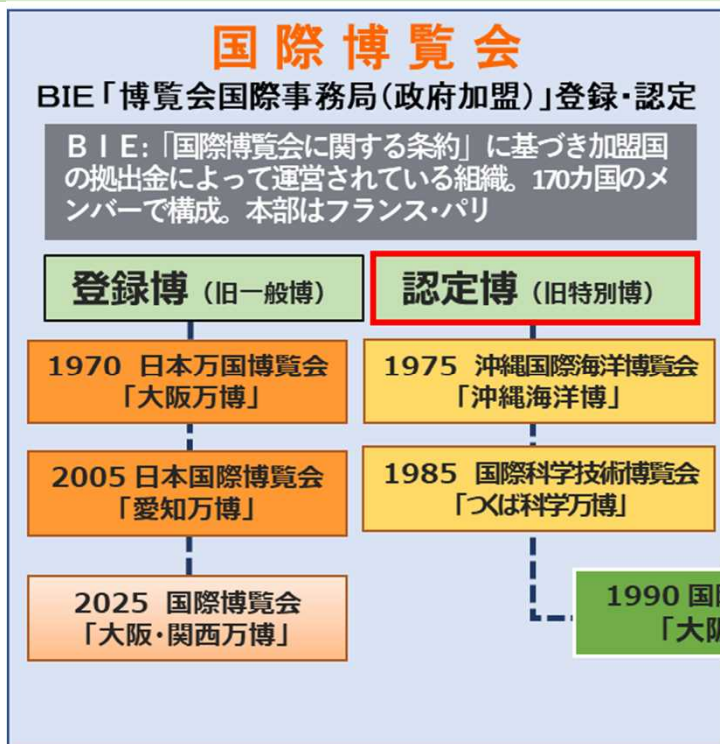 国際博覧会
BIE「博覧会国際事務局(政府加盟)」登録・認定
BIE:「国際博覧会に関する条約」に基づき加盟国
の拠出金によって運営されている組織。170カ国のメ
ンバーで構成。本部はフランス・パリ
登録博(旧一般博)
認定博(旧特別博)
1970 日本万国博覧会
「大阪万博」
1975 沖縄国際海洋博覧会
「沖縄海洋博」
2005 日本国際博覧会
「愛知万博」
1985 国際科学技術博覧会
「つくば科学万博」
2025 国際博覧会
「大阪・関西万博」
1990 国
「大